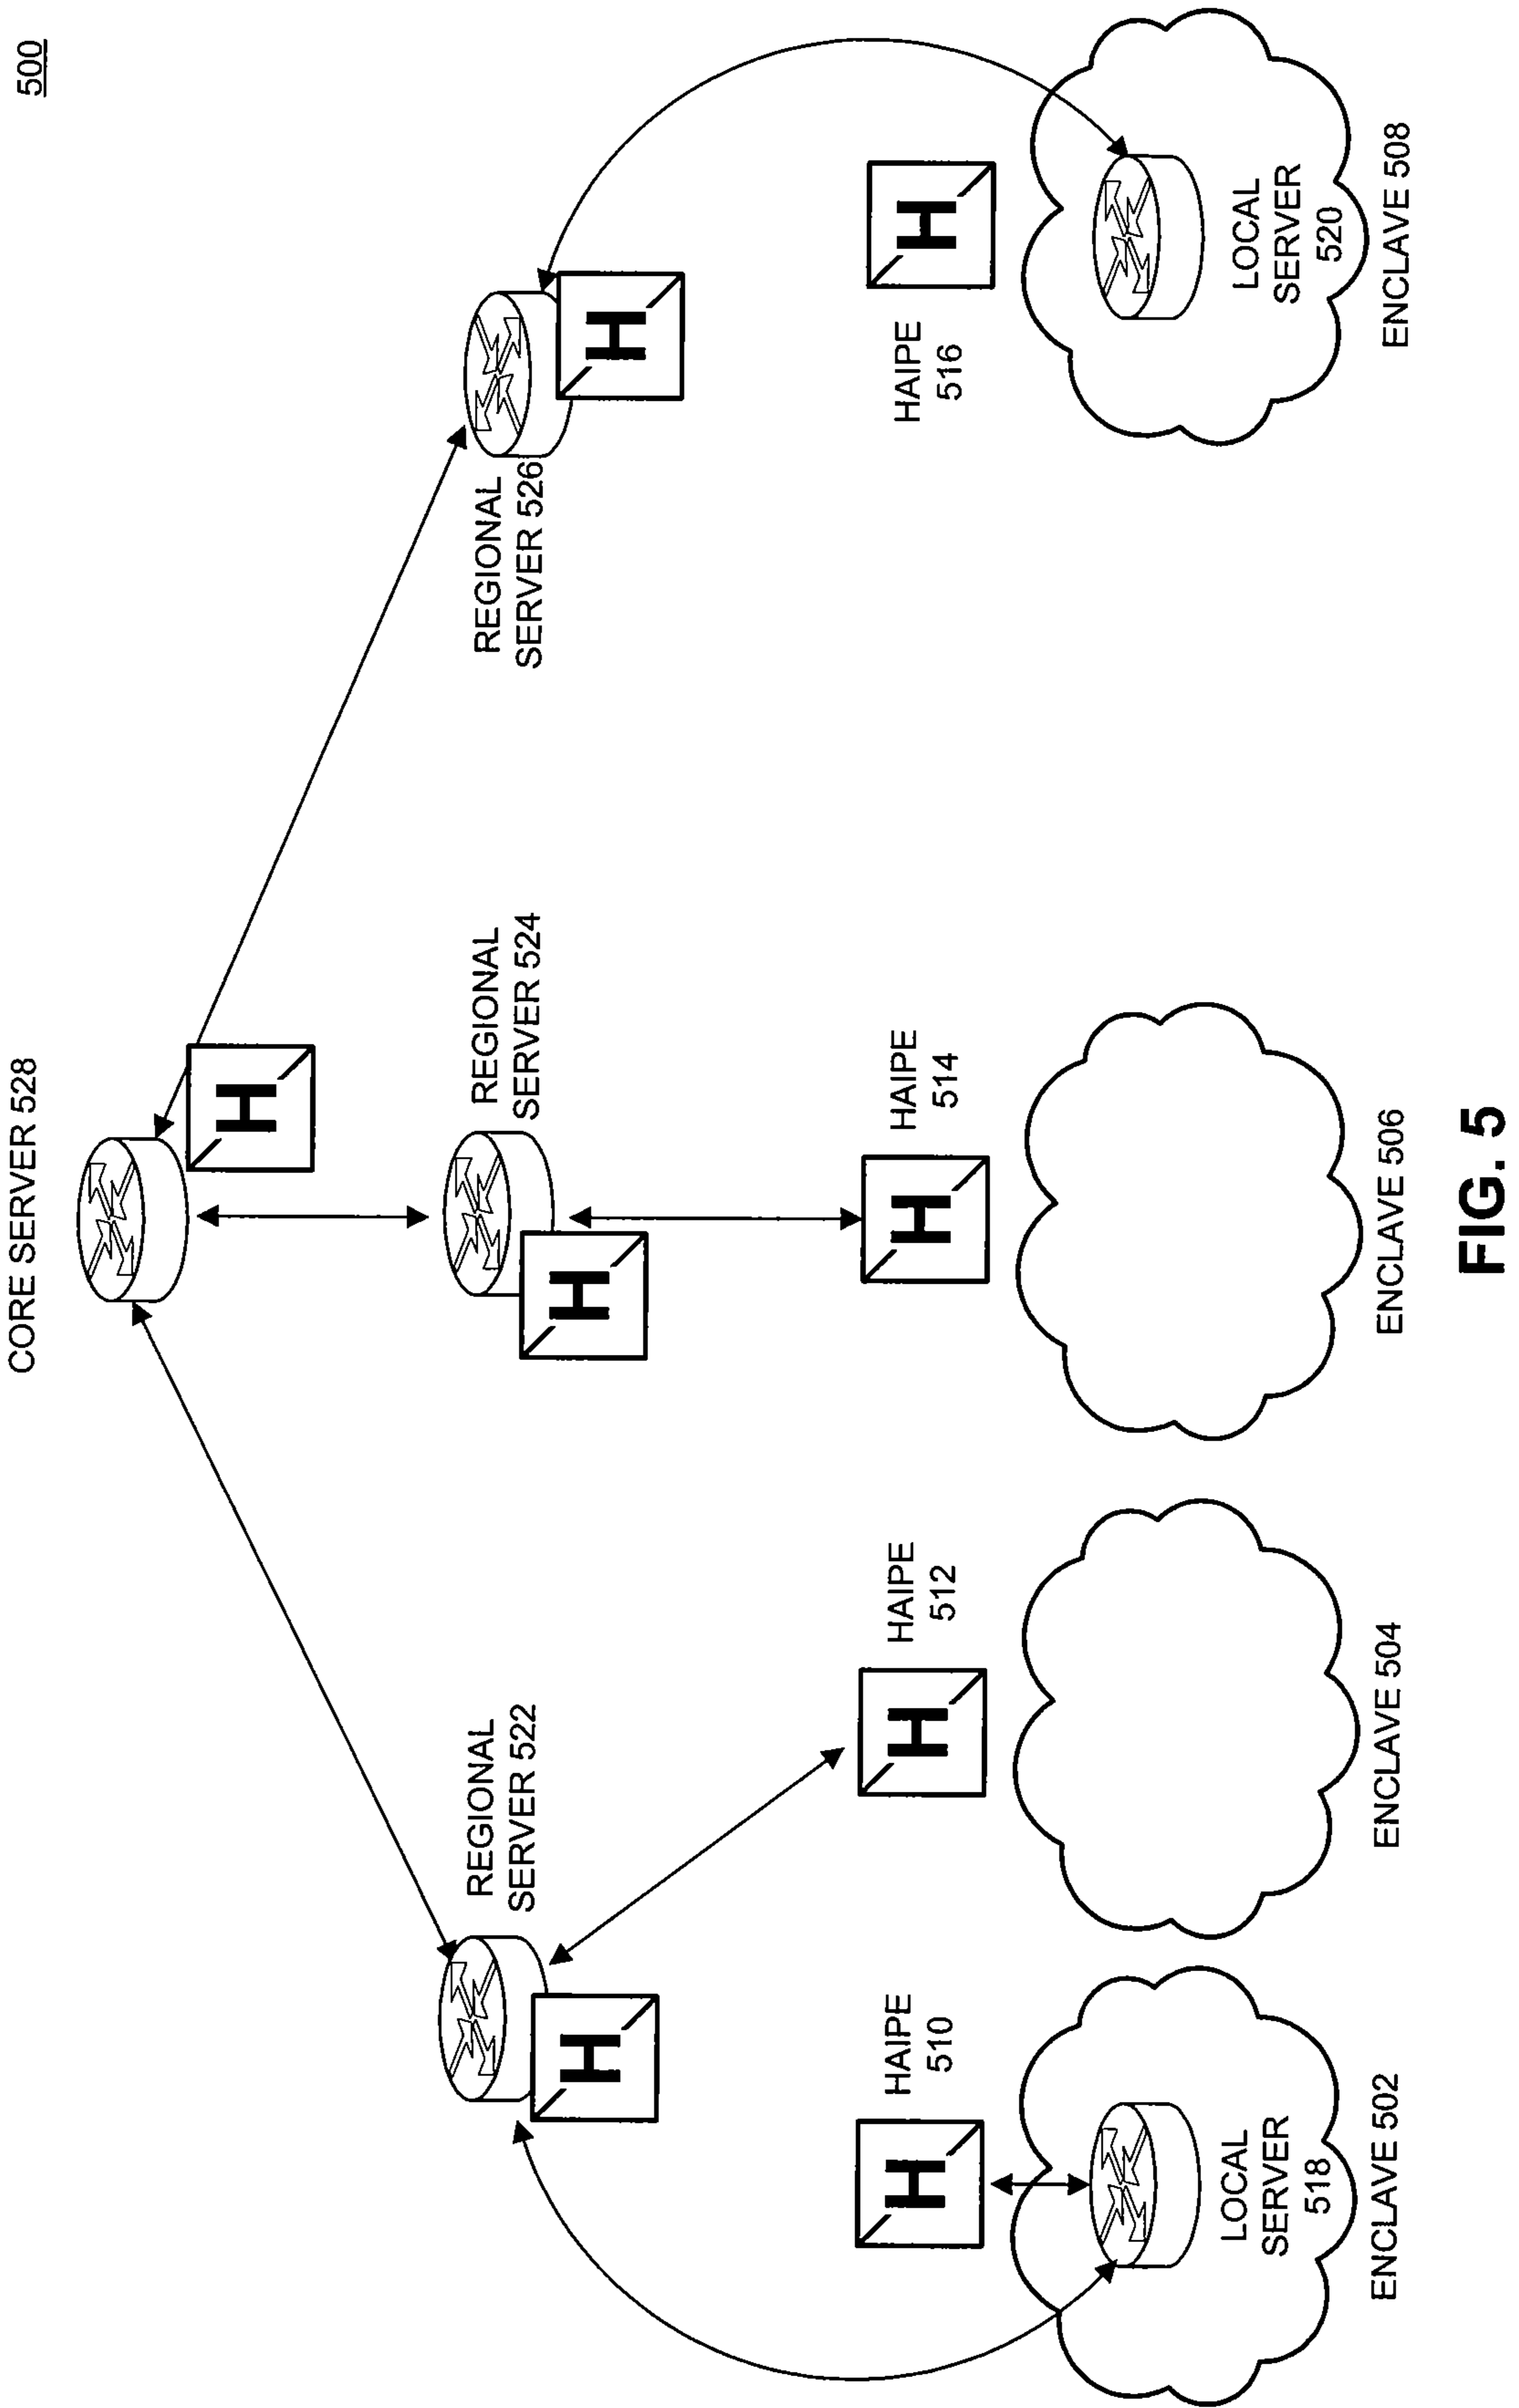 500
CORE SERVER 528
H
REGIONAL
SERVER 522
H
REGIONAL
SERVER 524
H
REGIONAL
SERVER 526
H
HAIPE
510
H
HAIPE
512
H
HAIPE
514
H
HAIPE
516
H
LOCAL
SERVER
518
LOCAL
SERVER
520
ENCLAVE 502
ENCLAVE 504
ENCLAVE 506
ENCLAVE 508
FIG. 5